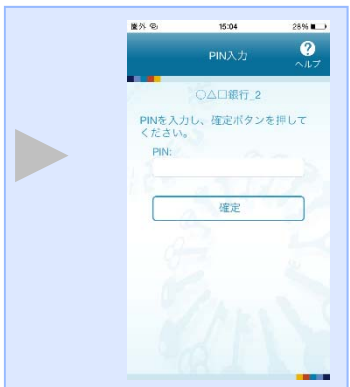 圏外 15:04 28%
PIN入力
ヘルプ
○△□銀行_2
PINを入力し、確定ボタンを押して
ください。
PIN:
確定